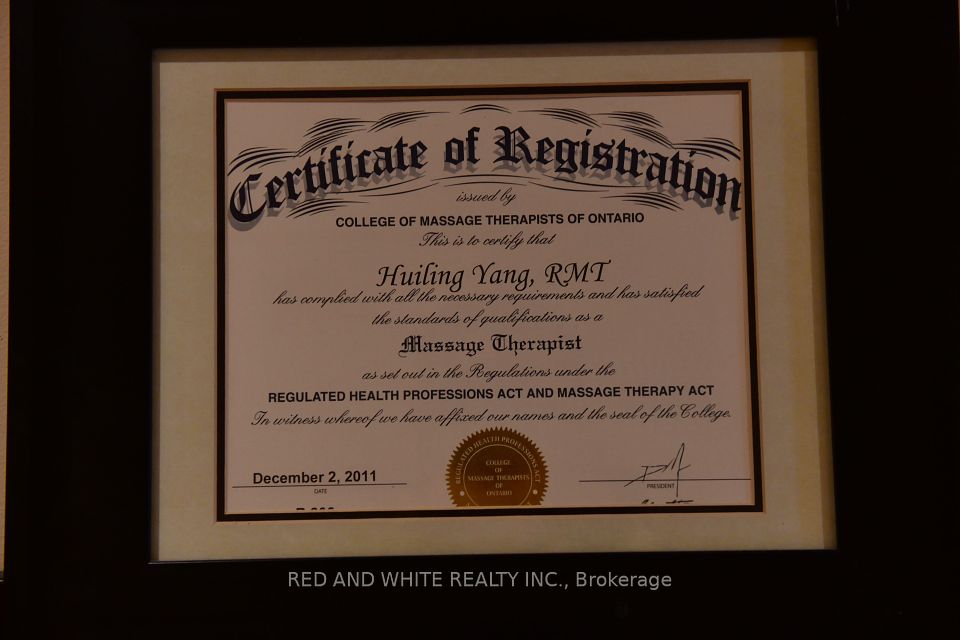 Certificate of Registration
issued by
COLLEGE OF MASSAGE THERAPISTS OF ONTARIO
This is to certify that
Huiling Yang, RMT
has complied with all the necessary requirements and has satisfied
the standards of qualifications as a
Massage Therapist
as set out in the Regulations under the
REGULATED HEALTH PROFESSIONS ACT AND MASSAGE THERAPY ACT
In witness whereof we have affixed our names and the seal of the College.
REGULATED HEALTH PROFESSIONS ACT
COLLEGE
OF
MASSAGE THERAPISTS
OF
ONTARIO
December 2, 2011
DATE
PRESIDENT
RED AND WHITE REALTY INC., Brokerage